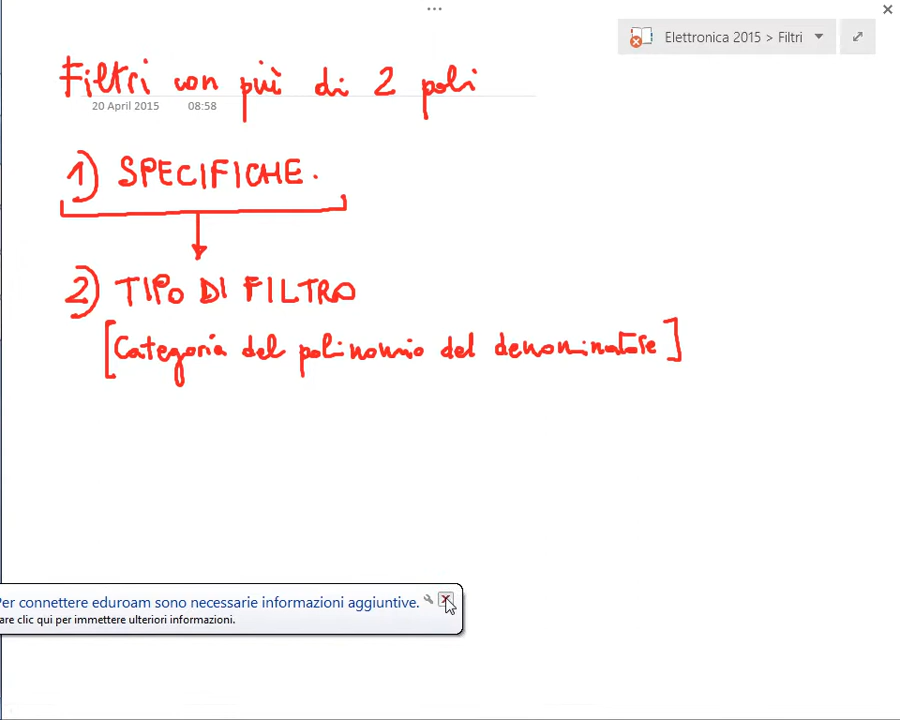 Elettronica 2015 > Filtri
Filtri con più di 2 poli
20 April 2015 08:58
1) SPECIFICHE.
2) TIPO DI FILTRO
[Categoria del polinomio del denominatore]
Per connettere eduroam sono necessarie informazioni aggiuntive.
are clic qui per immettere ulteriori informazioni.